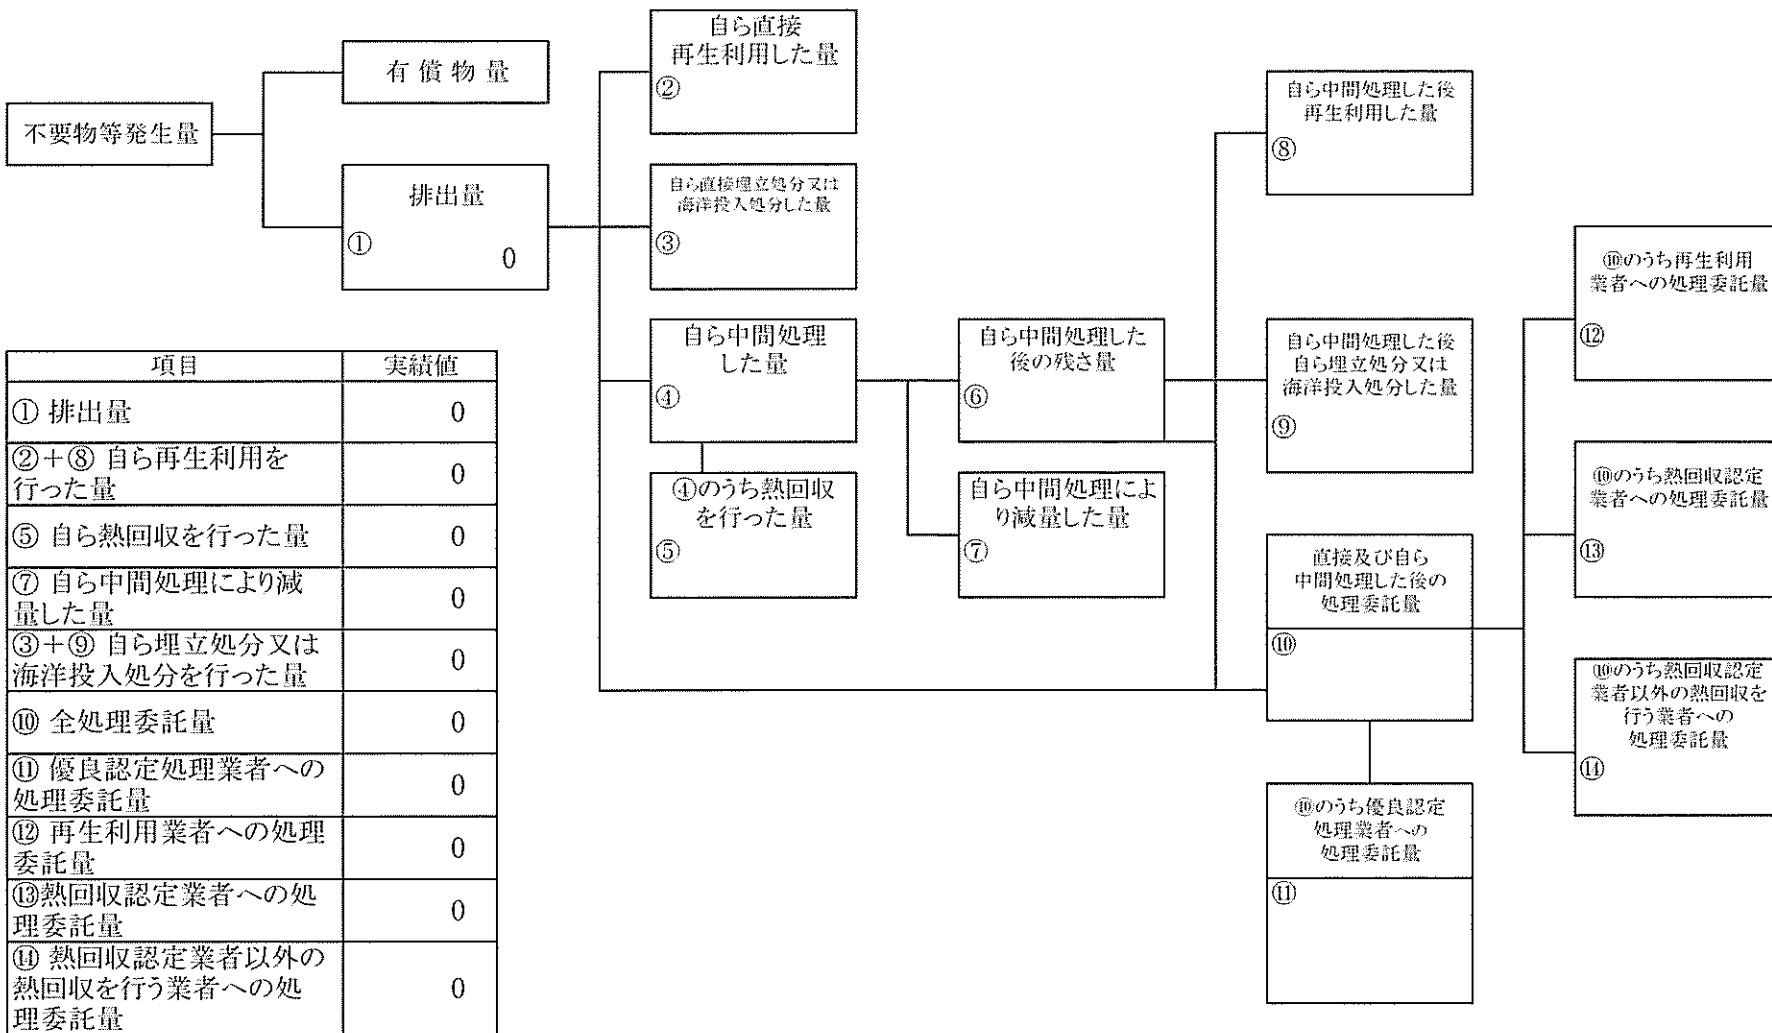 不要物等発生量
有償物量
排出量
①
0
自ら直接
再生利用した量
②
自ら直接埋立処分又は
海洋投入処分した量
③
自ら中間処理
した量
④
④のうち熱回収
を行った量
⑤
自ら中間処理した
後の残さ量
⑥
自ら中間処理によ
り減量した量
⑦
自ら中間処理した後
再生利用した量
⑧
自ら中間処理した後
自ら埋立処分又は
海洋投入処分した量
⑨
直接及び自ら
中間処理した後の
処理委託量
⑩
⑩のうち優良認定
処理業者への
処理委託量
⑪
⑩のうち再生利用
業者への処理委託量
⑫
⑩のうち熱回収認定
業者への処理委託量
⑬
⑩のうち熱回収認定
業者以外の熱回収を
行う業者への
処理委託量
⑭
項目 実績値
① 排出量 0
②+⑧ 自ら再生利用を
行った量 0
⑤ 自ら熱回収を行った量 0
⑦ 自ら中間処理により減
量した量 0
③+⑨ 自ら埋立処分又は
海洋投入処分を行った量 0
⑩ 全処理委託量 0
⑪ 優良認定処理業者への
処理委託量 0
⑫ 再生利用業者への処理
委託量 0
⑬熱回収認定業者への処
理委託量 0
⑭ 熱回収認定業者以外の
熱回収を行う業者への処
理委託量 0